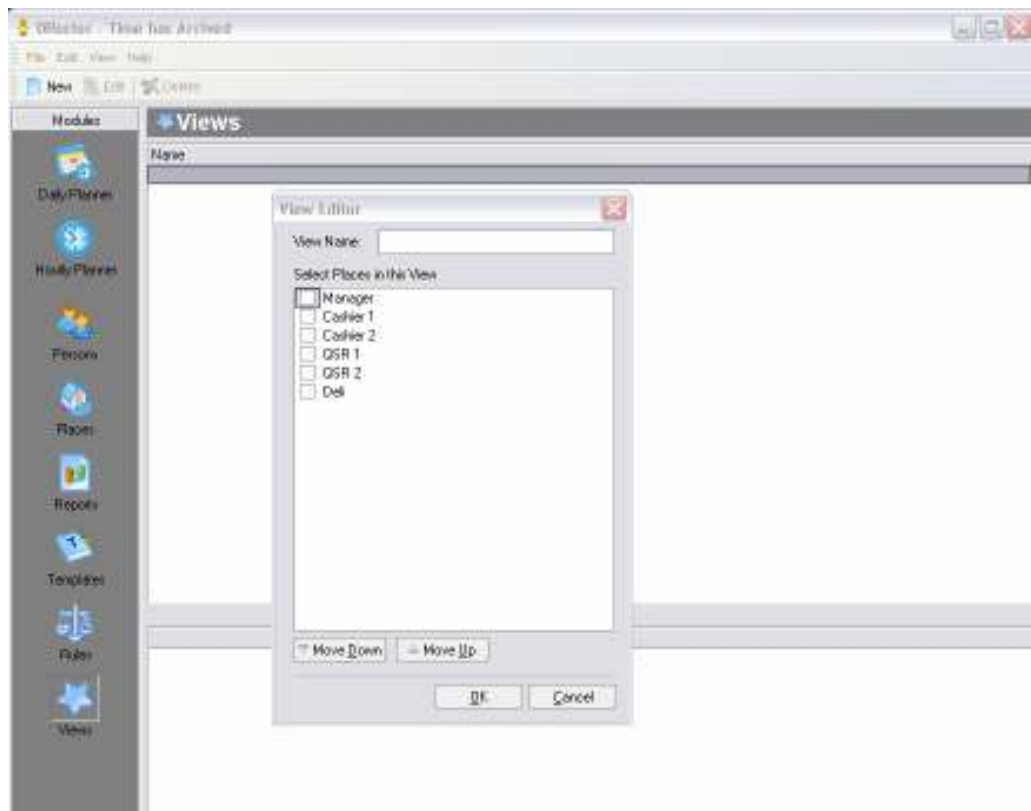 Time has Arrived
File Edit View Help
New Edit Delete
Modules
Views
Name
Daily Planner
Hourly Planner
Persons
Places
Reports
Templates
Rules
Views
View Editor
View Name:
Select Places in this View
Manager
Cashier 1
Cashier 2
QSR 1
QSR 2
Deli
Move Down Move Up
OK Cancel